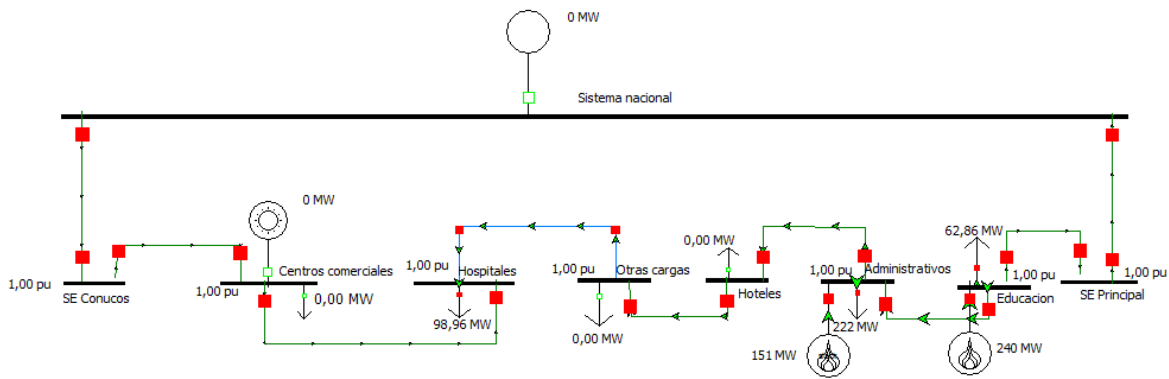 0 MW
Sistema nacional
0 MW
62,86 MW
0,00 MW
Centros comerciales
1,00 pu
Hospitales
1,00 pu
Otras cargas
1,00 pu
Administrativos
1,00 pu
1,00 pu
1,00 pu
SE Conucos
1,00 pu
0,00 MW
Hoteles
Educacion
SE Principal
98,96 MW
0,00 MW
222 MW
151 MW
240 MW